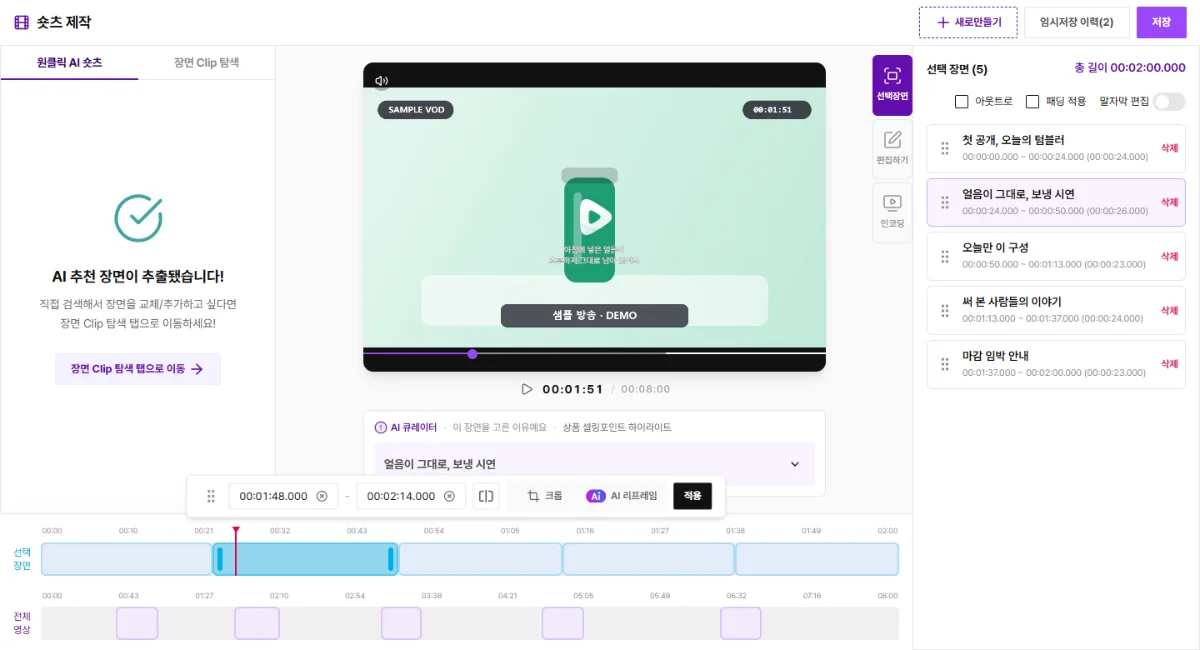 숏츠 제작
새로만들기
임시저장 이력(2)
저장
원클릭 AI 숏츠
장면 Clip 탐색
AI 추천 장면이 추출됐습니다!
직접 검색해서 장면을 교체/추가하고 싶다면
장면 Clip 탐색 탭으로 이동하세요!
장면 Clip 탐색 탭으로 이동
SAMPLE VOD
00:01:51
샘플 방송 · DEMO
00:01:51 / 00:08:00
AI 큐레이터 · 이 장면을 고른 이유예요 · 상품 셀링포인트 하이라이트
얼음이 그대로, 보냉 시연
선택장면
편집하기
인코딩
선택 장면 (5)
총 길이 00:02:00.000
아웃트로
패딩 적용
말자막 편집
첫 공개, 오늘의 텀블러
00:00:00.000 ~ 00:00:24.000 (00:00:24.000)
삭제
얼음이 그대로, 보냉 시연
00:00:24.000 ~ 00:00:50.000 (00:00:26.000)
삭제
오늘만 이 구성
00:00:50.000 ~ 00:01:13.000 (00:00:23.000)
삭제
써 본 사람들의 이야기
00:01:13.000 ~ 00:01:37.000 (00:00:24.000)
삭제
마감 임박 안내
00:01:37.000 ~ 00:02:00.000 (00:00:23.000)
삭제
00:01:48.000 - 00:02:14.000
크롭
Ai AI 리프레임
적용
00:00 00:10 00:21 00:32 00:43 00:54 01:05 01:16 01:27 01:38 01:49 02:00
선택
장면
00:00 00:43 01:27 02:10 02:54 03:38 04:21 05:05 05:49 06:32 07:16 08:00
전체
영상